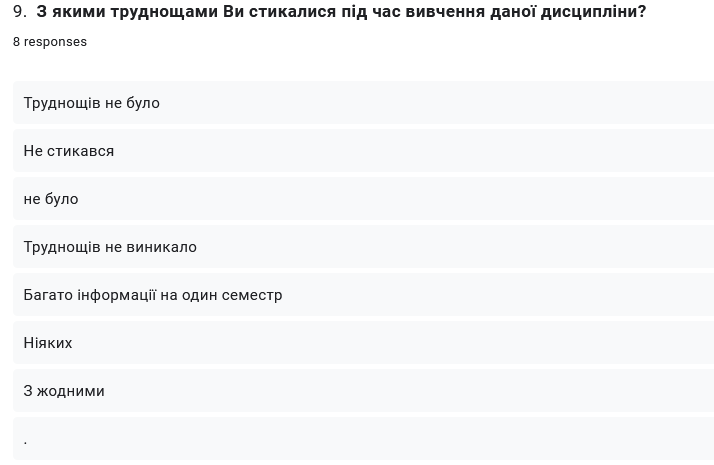 9. З якими труднощами Ви стикалися під час вивчення даної дисципліни?
8 responses
Труднощів не було
Не стикався
не було
Труднощів не виникало
Багато інформації на один семестр
Ніяких
З жодними
.